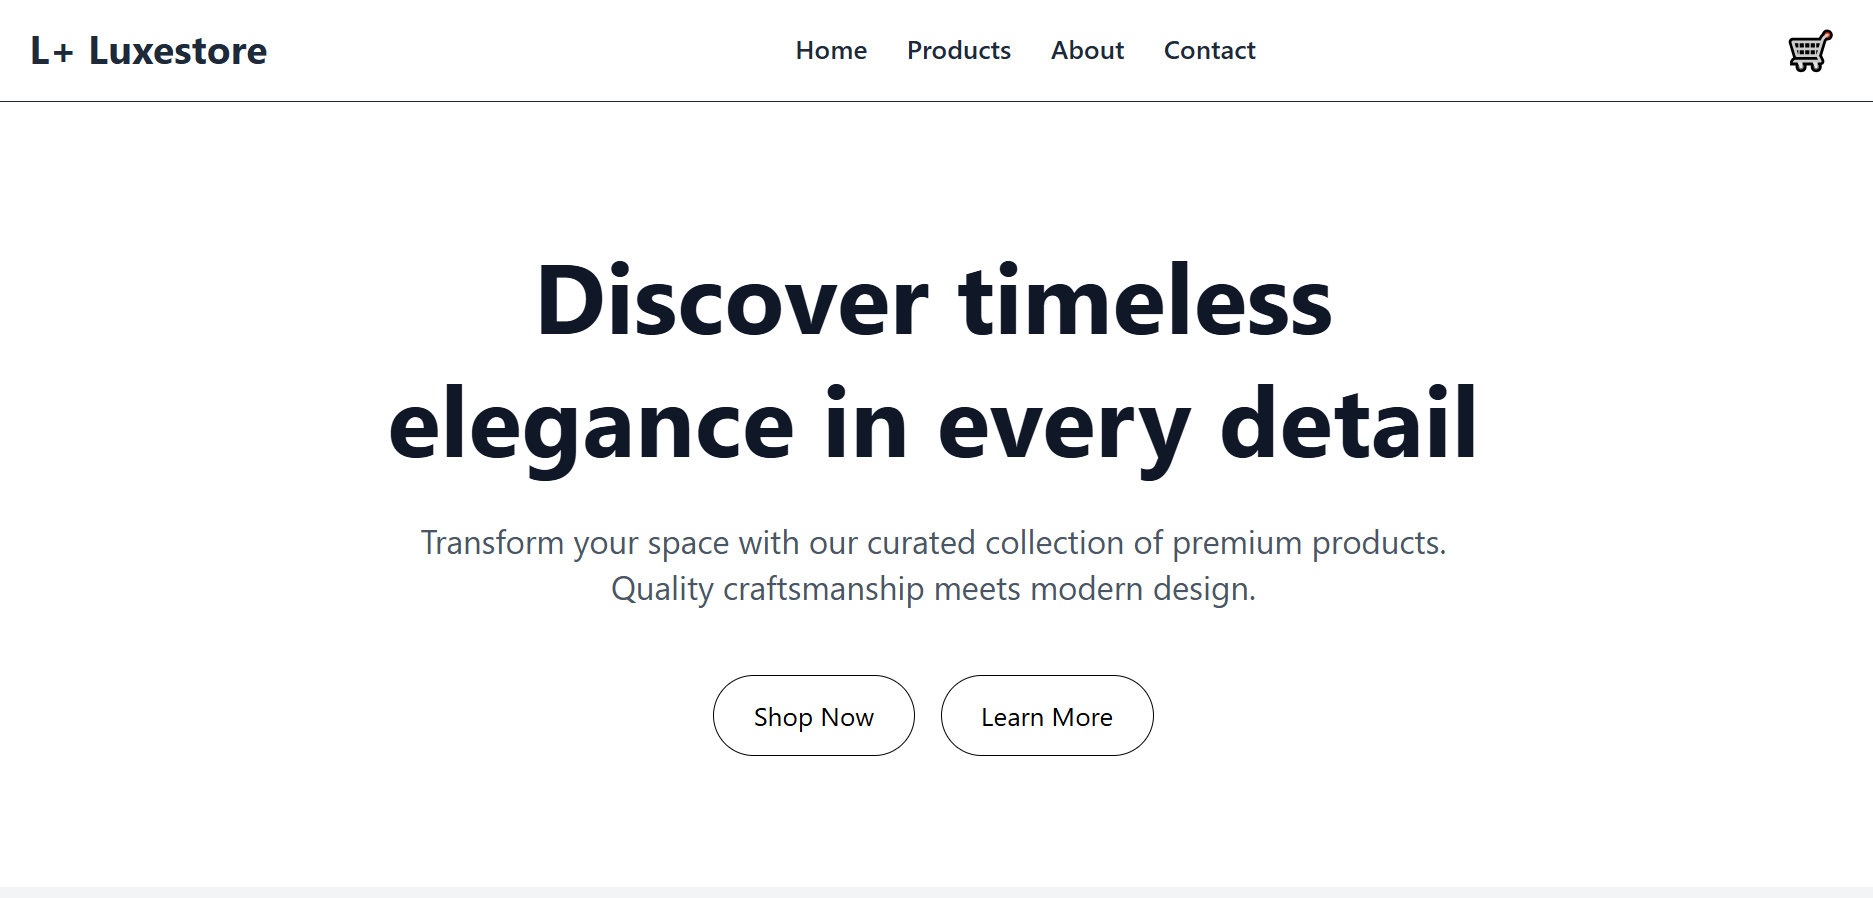 L+ Luxestore
Home Products About Contact
Discover timeless
elegance in every detail
Transform your space with our curated collection of premium products.
Quality craftsmanship meets modern design.
Shop Now Learn More